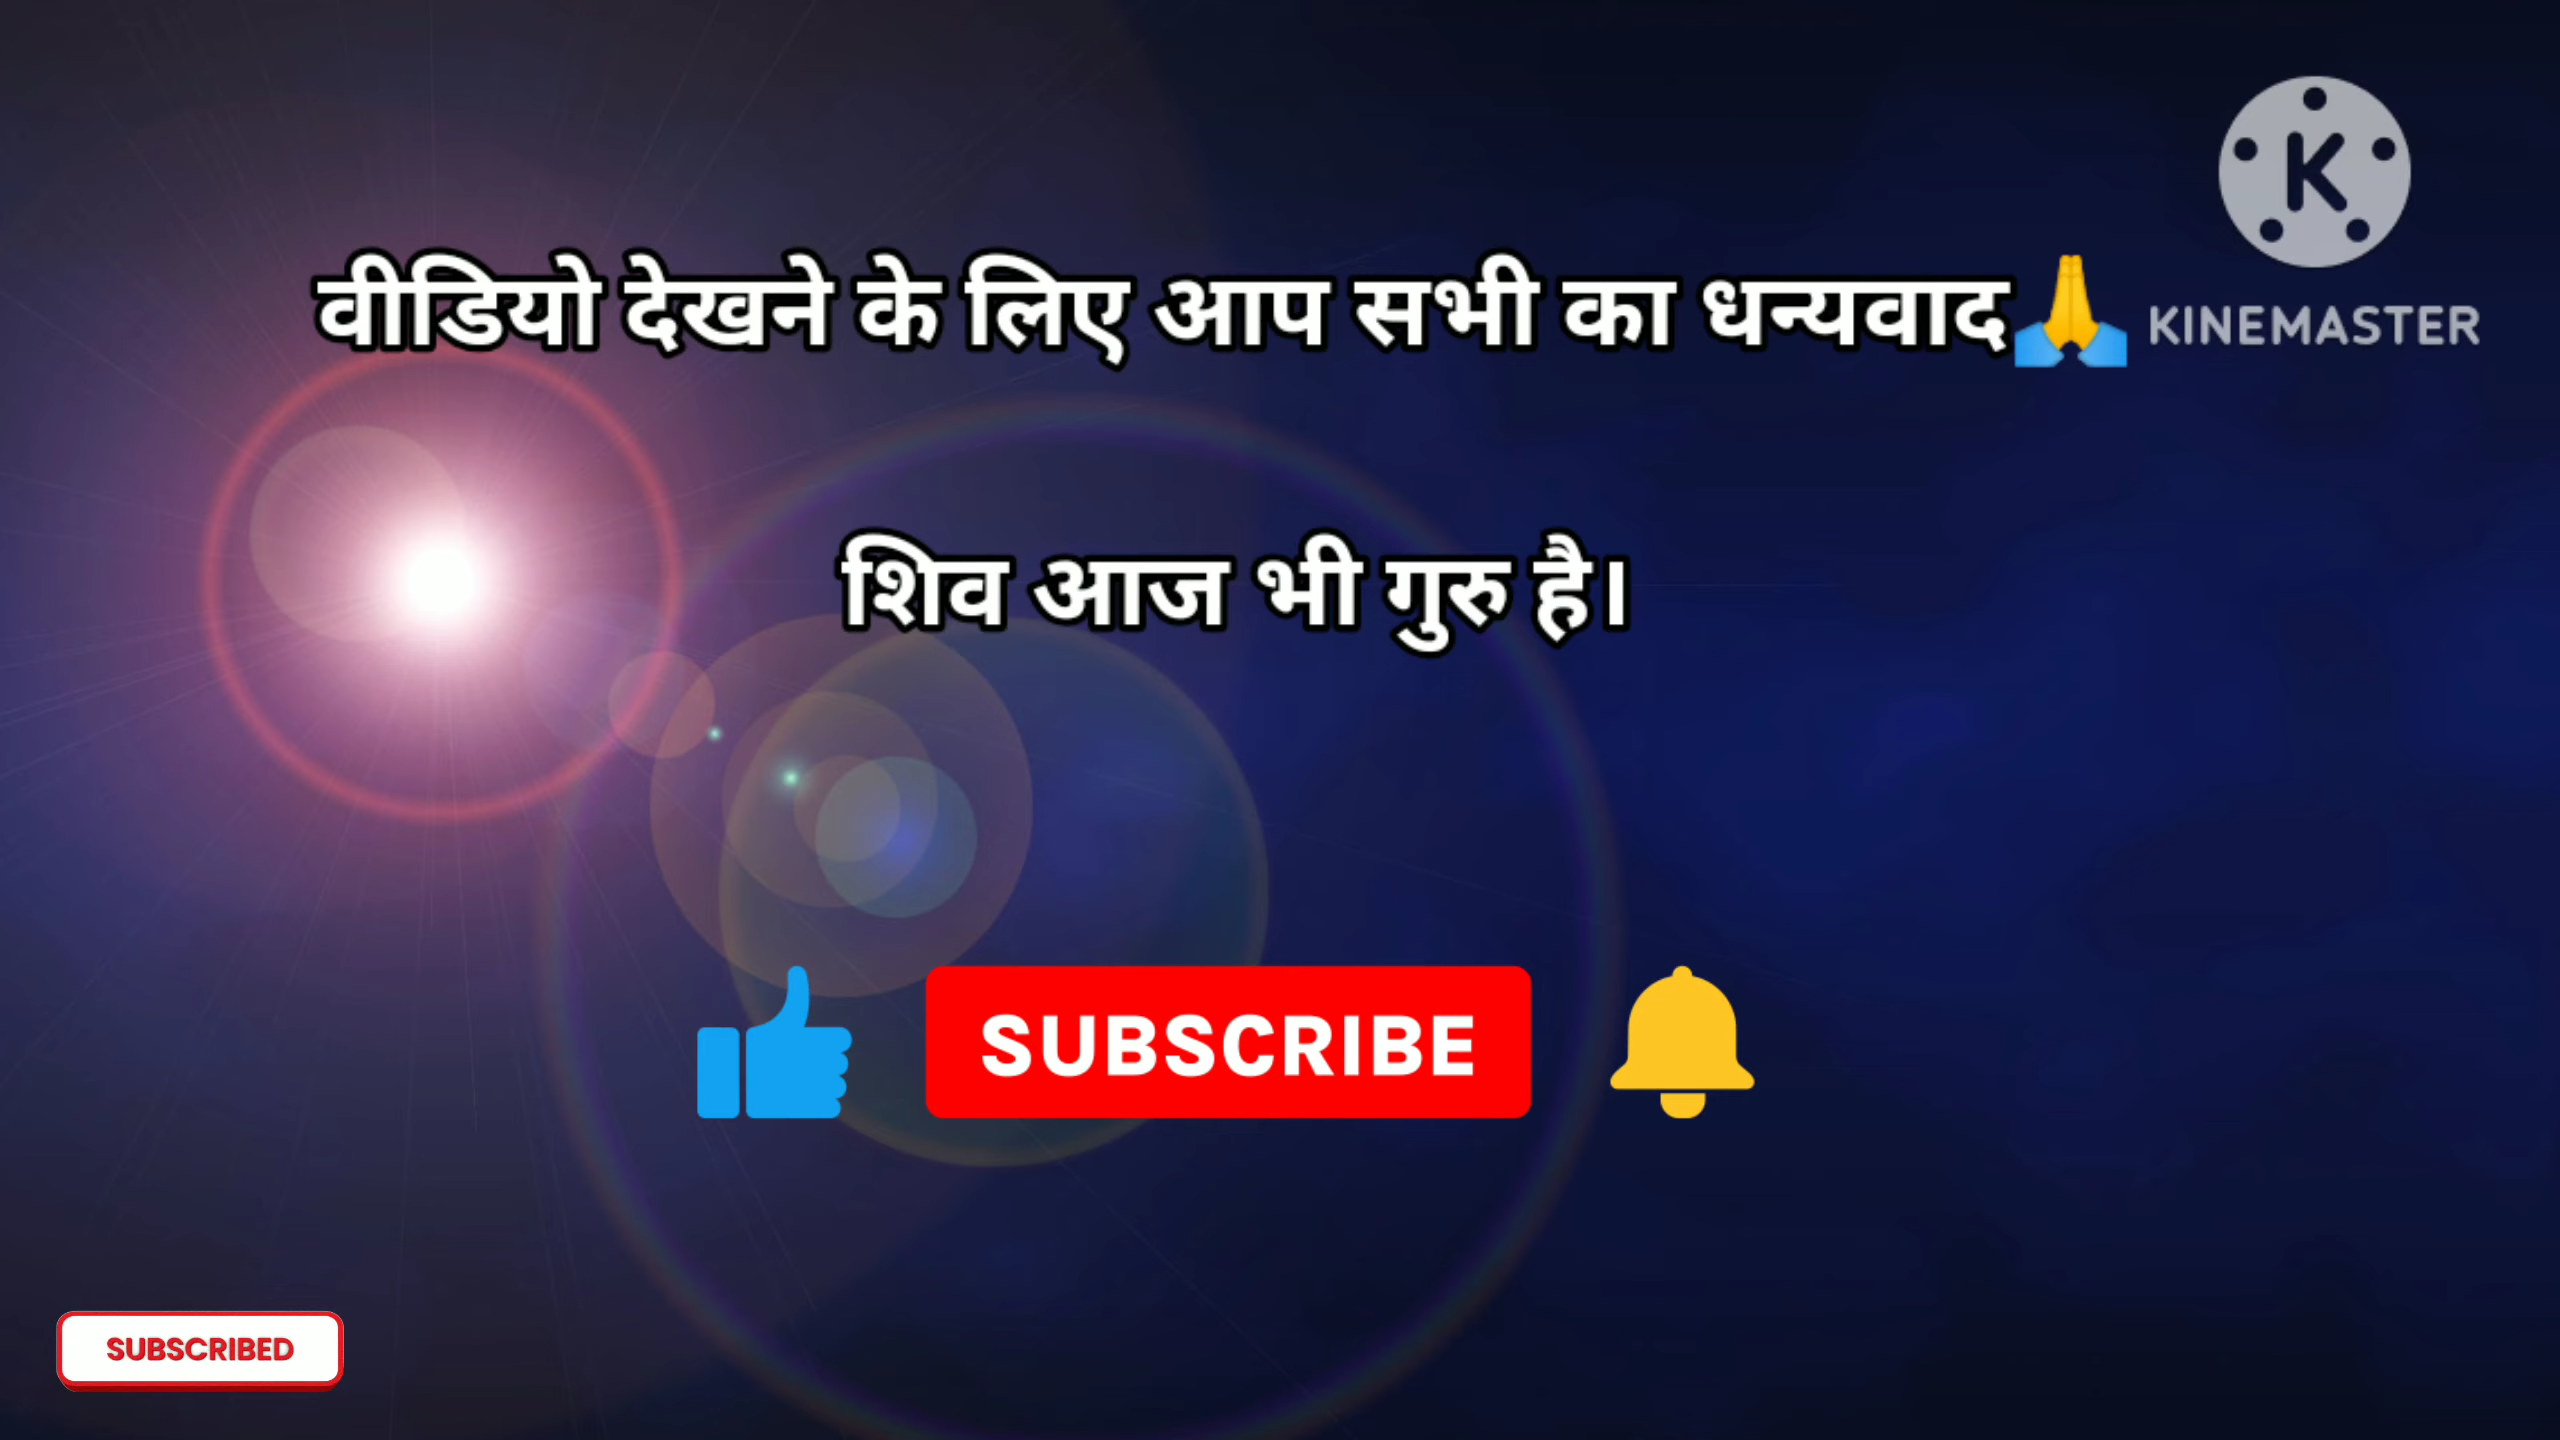 K
वीडियो देखने के लिए आप सभी का धन्यवाद🙏
KINEMASTER
शिव आज भी गुरु है।
SUBSCRIBE
SUBSCRIBED